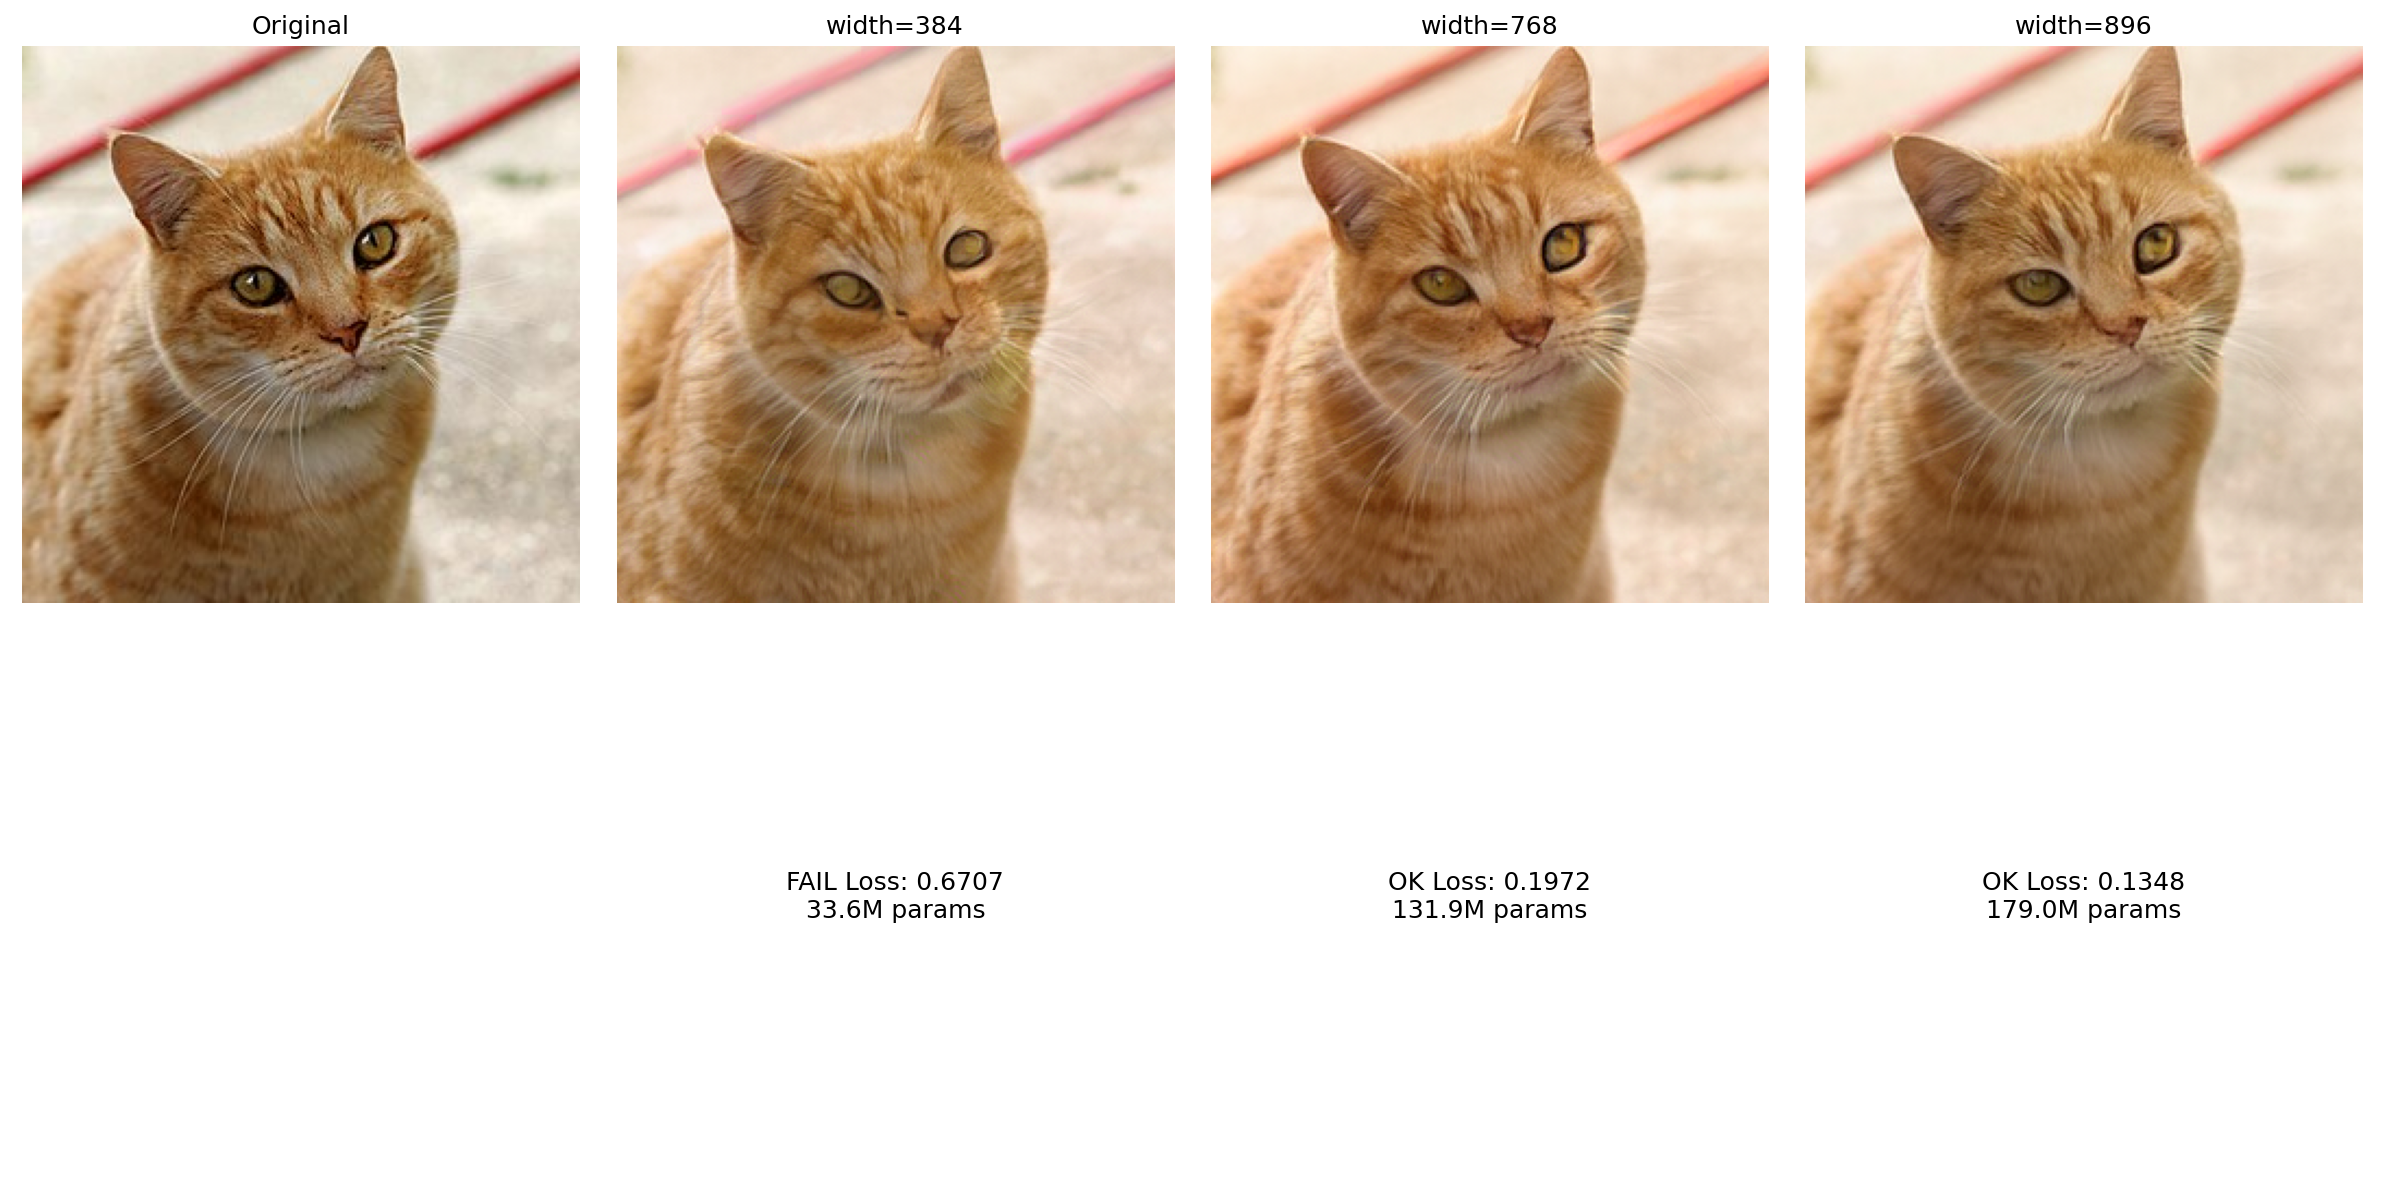 Original
width=384
width=768
width=896
FAIL Loss: 0.6707
33.6M params
OK Loss: 0.1972
131.9M params
OK Loss: 0.1348
179.0M params